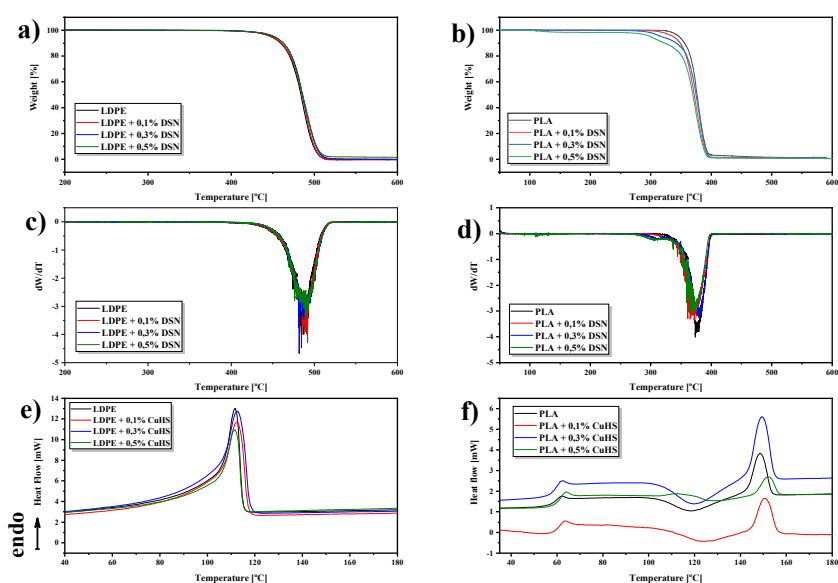 a)
100
80
60
40
20
0
Weight [%]
LDPE
LDPE + 0,1% DSN
LDPE + 0,3% DSN
LDPE + 0,5% DSN
200 300 400 500 600
Temperature [ºC]
b)
100
80
60
40
20
0
Weight [%]
PLA
PLA + 0,1% DSN
PLA + 0,3% DSN
PLA + 0,5% DSN
100 200 300 400 500 600
Temperature [ºC]
c)
0
-1
-2
-3
-4
-5
dW/dT
LDPE
LDPE + 0,1% DSN
LDPE + 0,3% DSN
LDPE + 0,5% DSN
200 300 400 500 600
Temperature [ºC]
d)
1
0
-1
-2
-3
-4
-5
dW/dT
PLA
PLA + 0,1% DSN
PLA + 0,3% DSN
PLA + 0,5% DSN
100 200 300 400 500 600
Temperature [ºC]
e)
14
12
10
8
6
4
2
0
Heat Flow [mW]
endo
LDPE
LDPE + 0,1% CuHS
LDPE + 0,3% CuHS
LDPE + 0,5% CuHS
40 60 80 100 120 140 160 180
Temperature [ºC]
f)
6
4
2
0
Heat flow [mW]
PLA
PLA + 0,1% CuHS
PLA + 0,3% CuHS
PLA + 0,5% CuHS
40 60 80 100 120 140 160 180
Temperature [ºC]